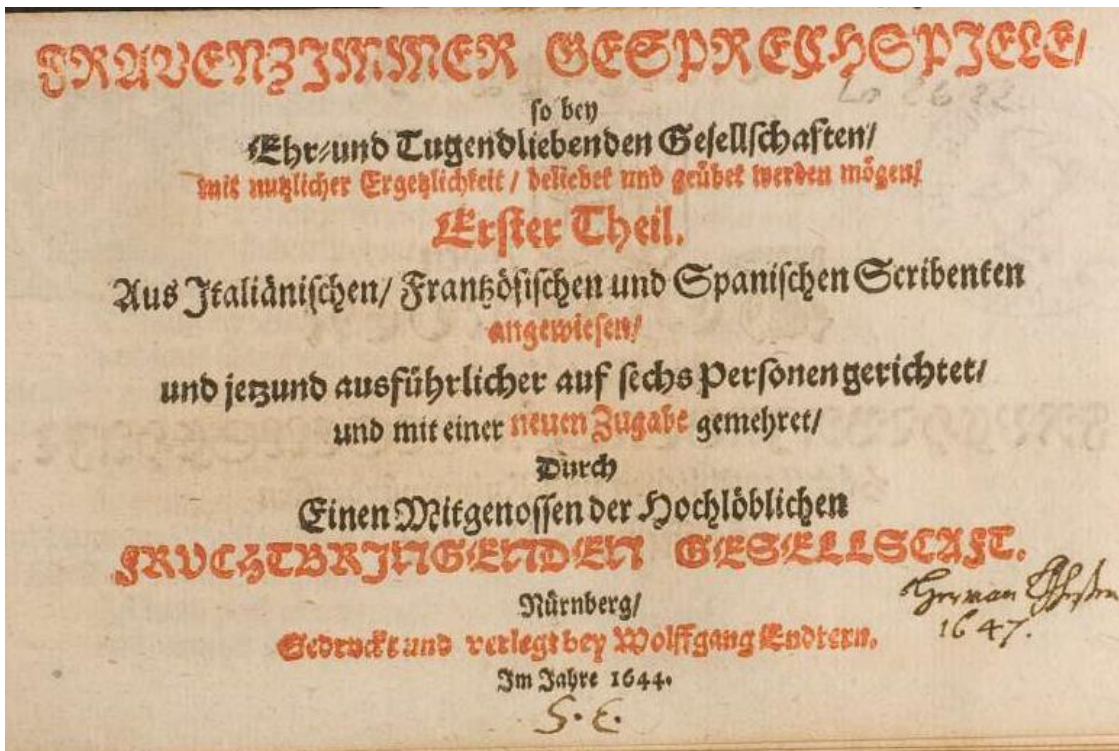 FRAVENZIMMER GESPRECHSPIELE/
so bey
Ehr-und Tugendliebenden Gesellschaften/
mit nutzlicher Ergetzlichkeit/ beliebet und geübet werden mögen/
Erster Theil.
Aus Italiänischen/ Frantzösischen und Spanischen Scribenten
angewiesen/
und jetzund ausführlicher auf sechs Personen gerichtet/
und mit einer neuen Zugabe gemehret/
Durch
Einen Mitgenossen der Hochlöblichen
FRUCHTBRINGENDEN GESELLSCAFT.
Nürnberg/
Gedruckt und verlegt bey Wolffgang Endtern.
Im Jahre 1644.
Herman
1647.
S. E.